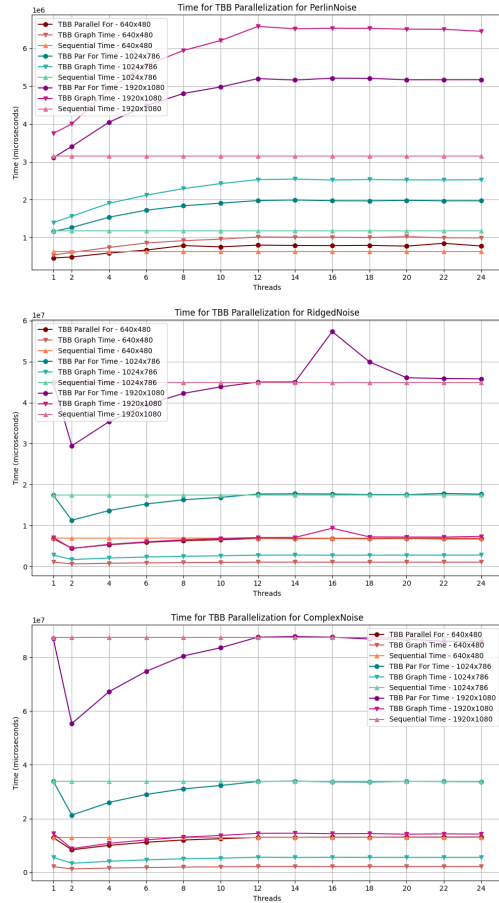 Time for TBB Parallelization for PerlinNoise
1e6
TBB Parallel For - 640x480
TBB Graph Time - 640x480
Sequential Time - 640x480
TBB Par For Time - 1024x786
TBB Graph Time - 1024x786
Sequential Time - 1024x786
TBB Par For Time - 1920x1080
TBB Graph Time - 1920x1080
Sequential Time - 1920x1080
Time (microseconds)
6
5
4
3
2
1
1 2 4 6 8 10 12 14 16 18 20 22 24
Threads
Time for TBB Parallelization for RidgedNoise
1e7
TBB Parallel For - 640x480
TBB Graph Time - 640x480
Sequential Time - 640x480
TBB Par For Time - 1024x786
TBB Graph Time - 1024x786
Sequential Time - 1024x786
TBB Par For Time - 1920x1080
TBB Graph Time - 1920x1080
Sequential Time - 1920x1080
Time (microseconds)
6
5
4
3
2
1
0
1 2 4 6 8 10 12 14 16 18 20 22 24
Threads
Time for TBB Parallelization for ComplexNoise
1e7
TBB Parallel For - 640x480
TBB Graph Time - 640x480
Sequential Time - 640x480
TBB Par For Time - 1024x786
TBB Graph Time - 1024x786
Sequential Time - 1024x786
TBB Par For Time - 1920x1080
TBB Graph Time - 1920x1080
Sequential Time - 1920x1080
Time (microseconds)
8
6
4
2
0
1 2 4 6 8 10 12 14 16 18 20 22 24
Threads